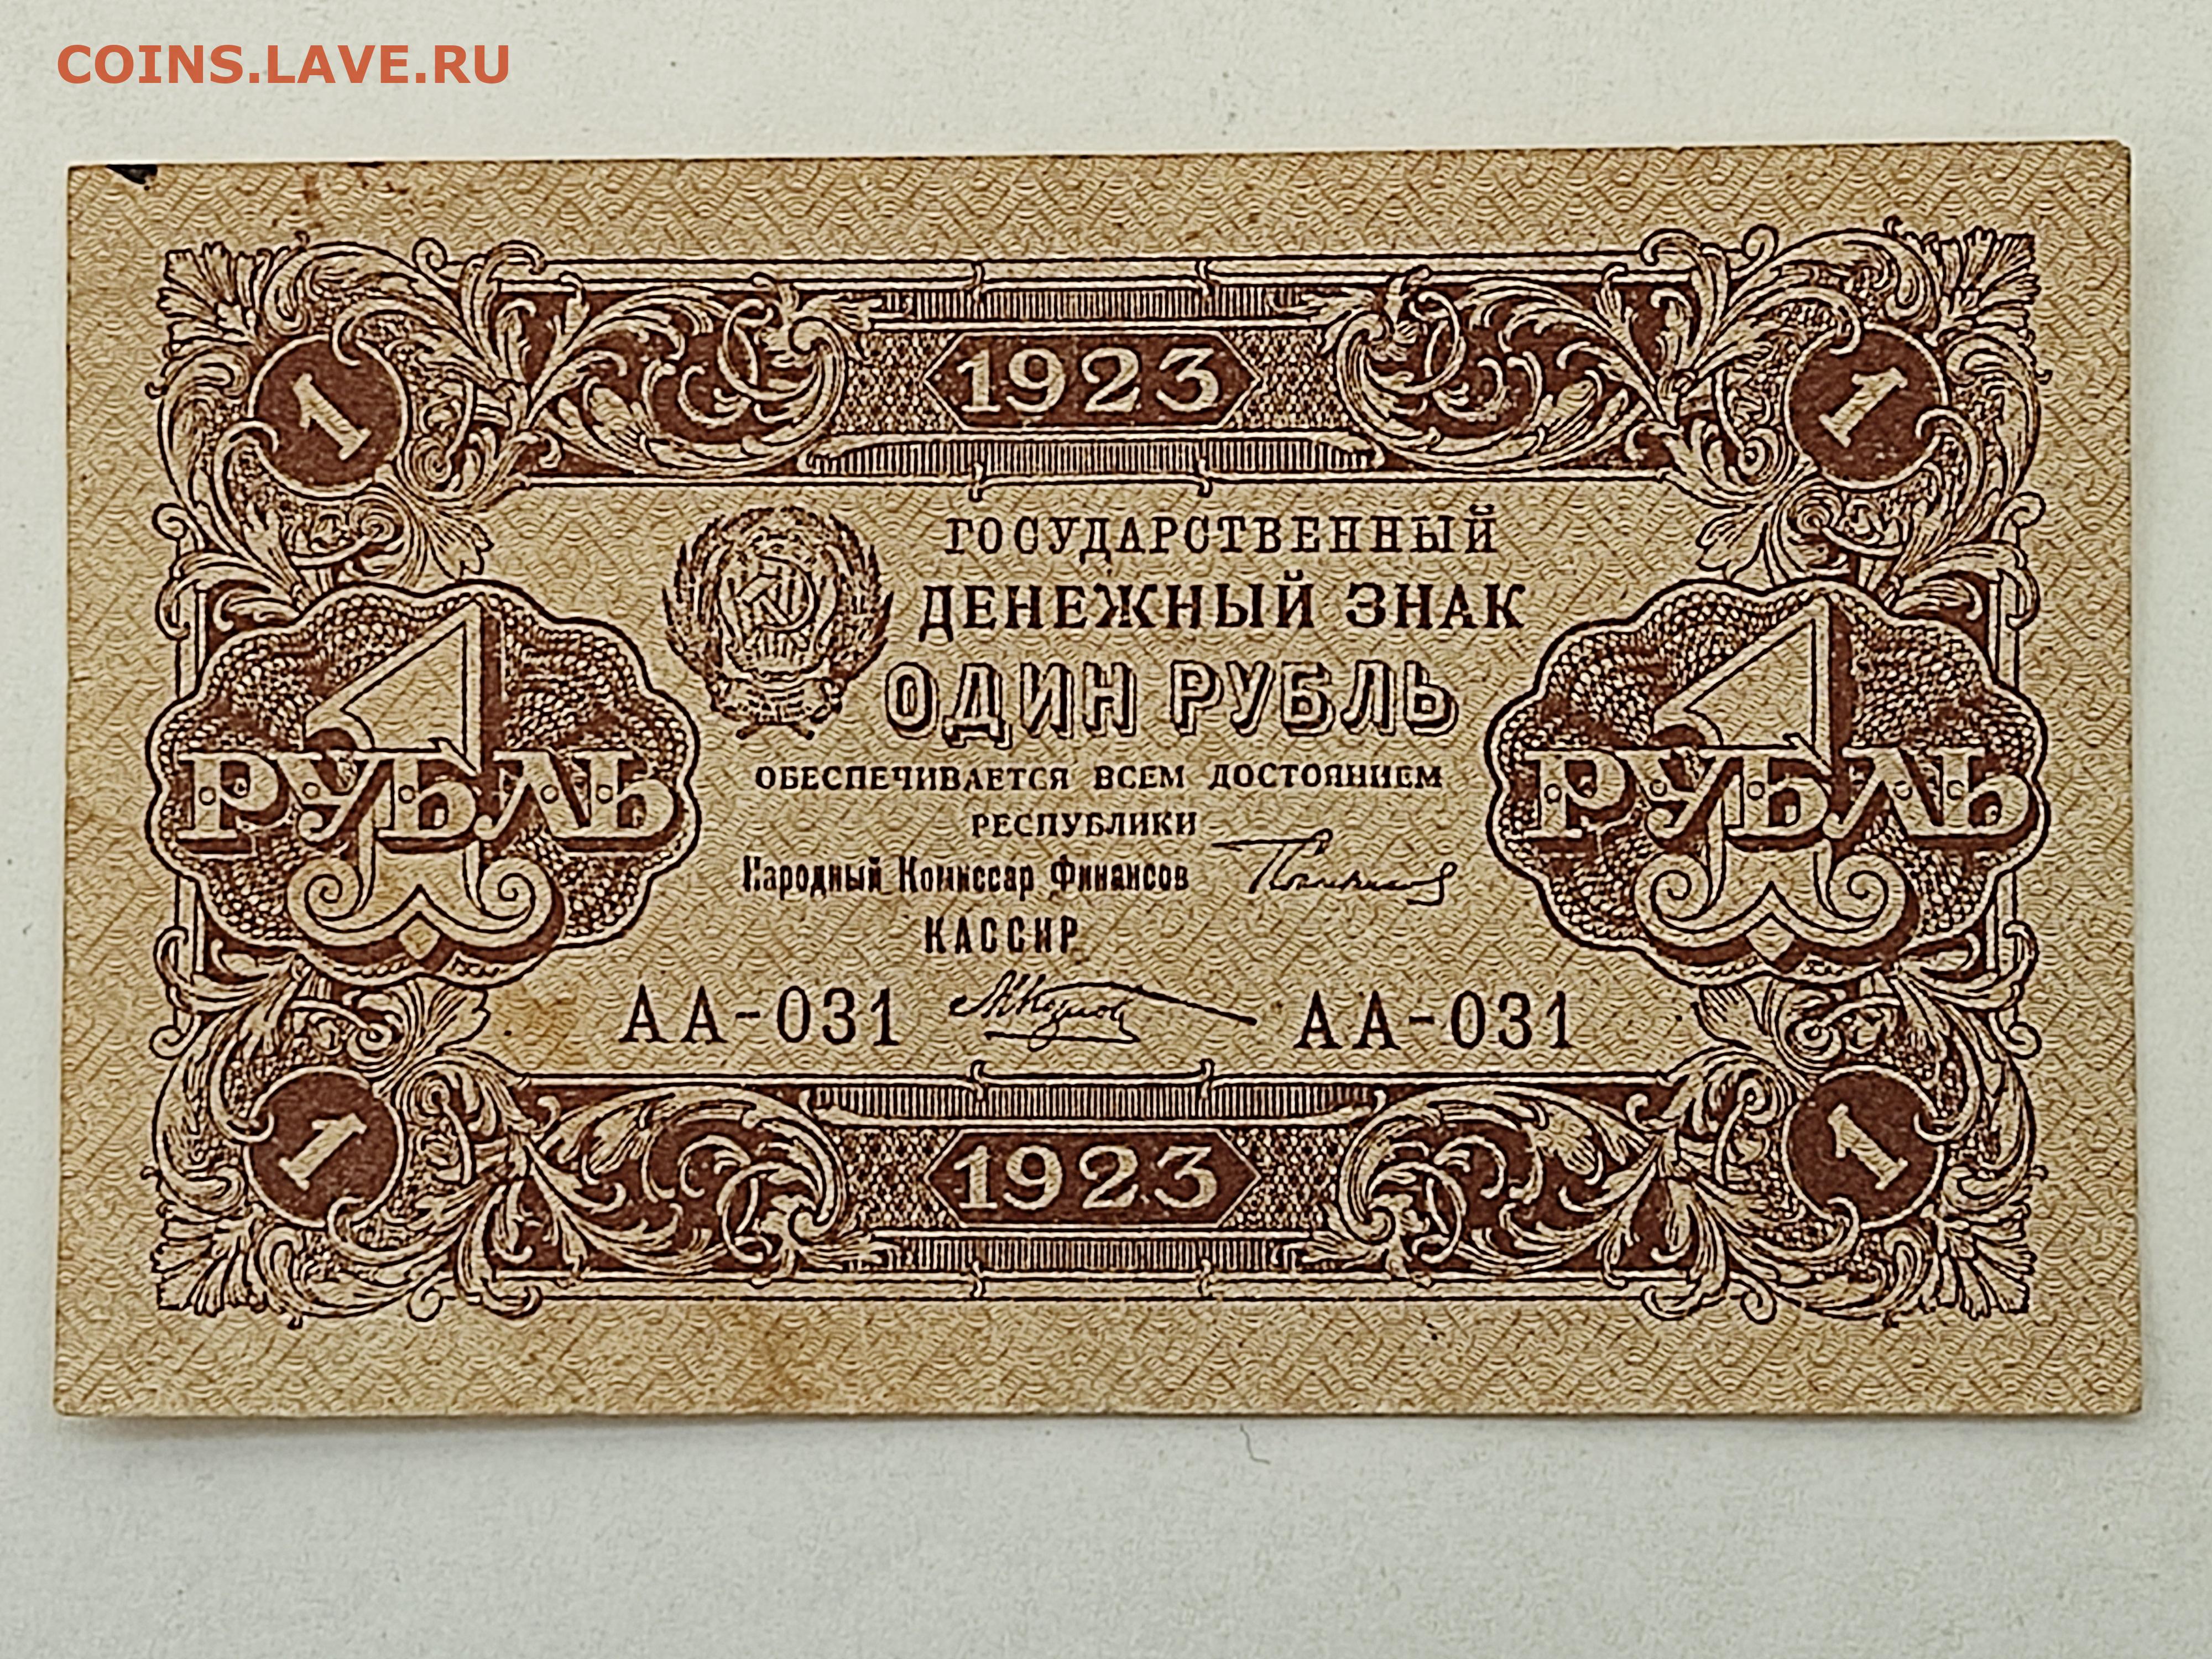 COINS.LAVE.RU
1 1923 1
ГОСУДАРСТВЕННЫЙ
ДЕНЕЖНЫЙ ЗНАК
ОДИН РУБЛЬ
1 РУБЛЬ
1 РУБЛЬ
ОБЕСПЕЧИВАЕТСЯ ВСЕМ ДОСТОЯНИЕМ
РЕСПУБЛИКИ
Народный Комиссар Финансов
КАССИР
АА-031 АА-031
1 1923 1